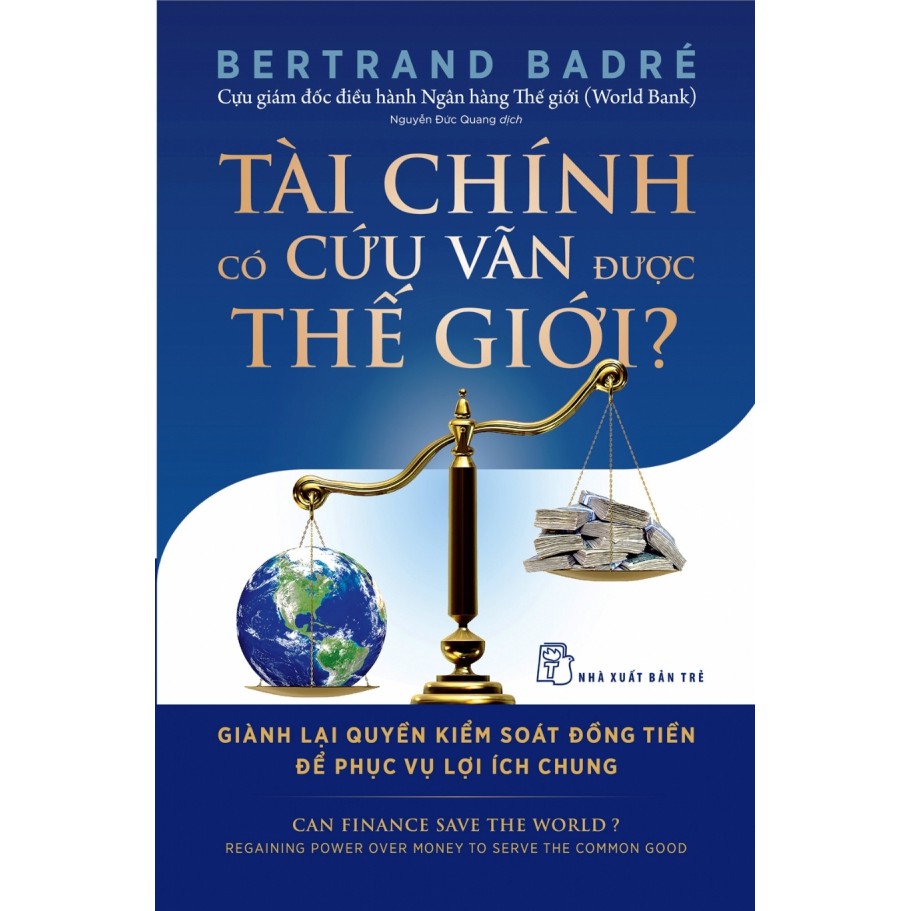 BERTRAND BADRÉ
Cựu giám đốc điều hành Ngân hàng Thế giới (World Bank)
Nguyễn Đức Quang dịch
TÀI CHÍNH
CÓ CỨU VÃN ĐƯỢC
THẾ GIỚI?
NHÀ XUẤT BẢN TRẺ
GIÀNH LẠI QUYỀN KIỂM SOÁT ĐỒNG TIỀN
ĐỂ PHỤC VỤ LỢI ÍCH CHUNG
CAN FINANCE SAVE THE WORLD ?
REGAINING POWER OVER MONEY TO SERVE THE COMMON GOOD